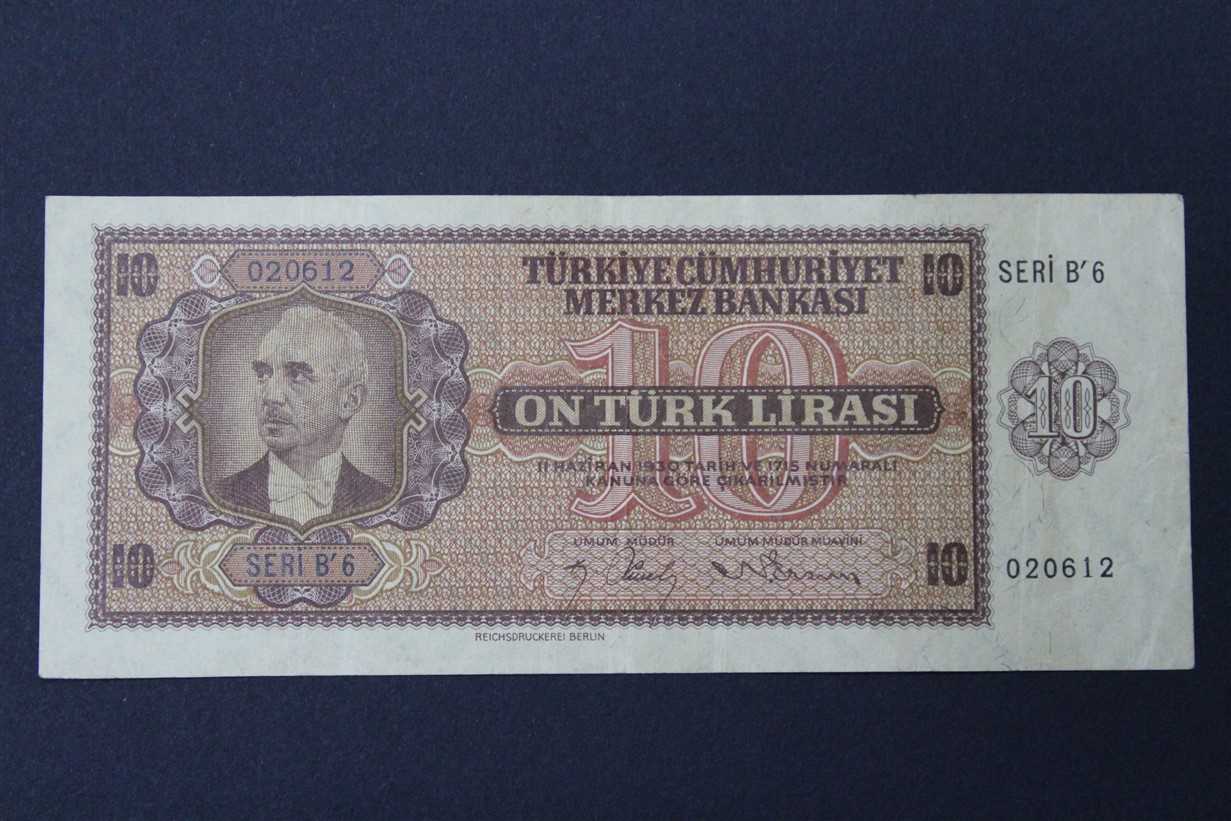 10
020612
TÜRKİYE CÜMHURİYET
MERKEZ BANKASI
10
SERİ B'6
10
ON TÜRK LİRASI
10
11 HAZİRAN 1930 TARİH VE 1715 NUMARALI
KANUNA GÖRE ÇIKARILMIŞTIR
UMUM MÜDÜR
UMUM MÜDÜR MUAVİNİ
10
SERİ B'6
10
020612
REICHSDRUCKEREI BERLIN